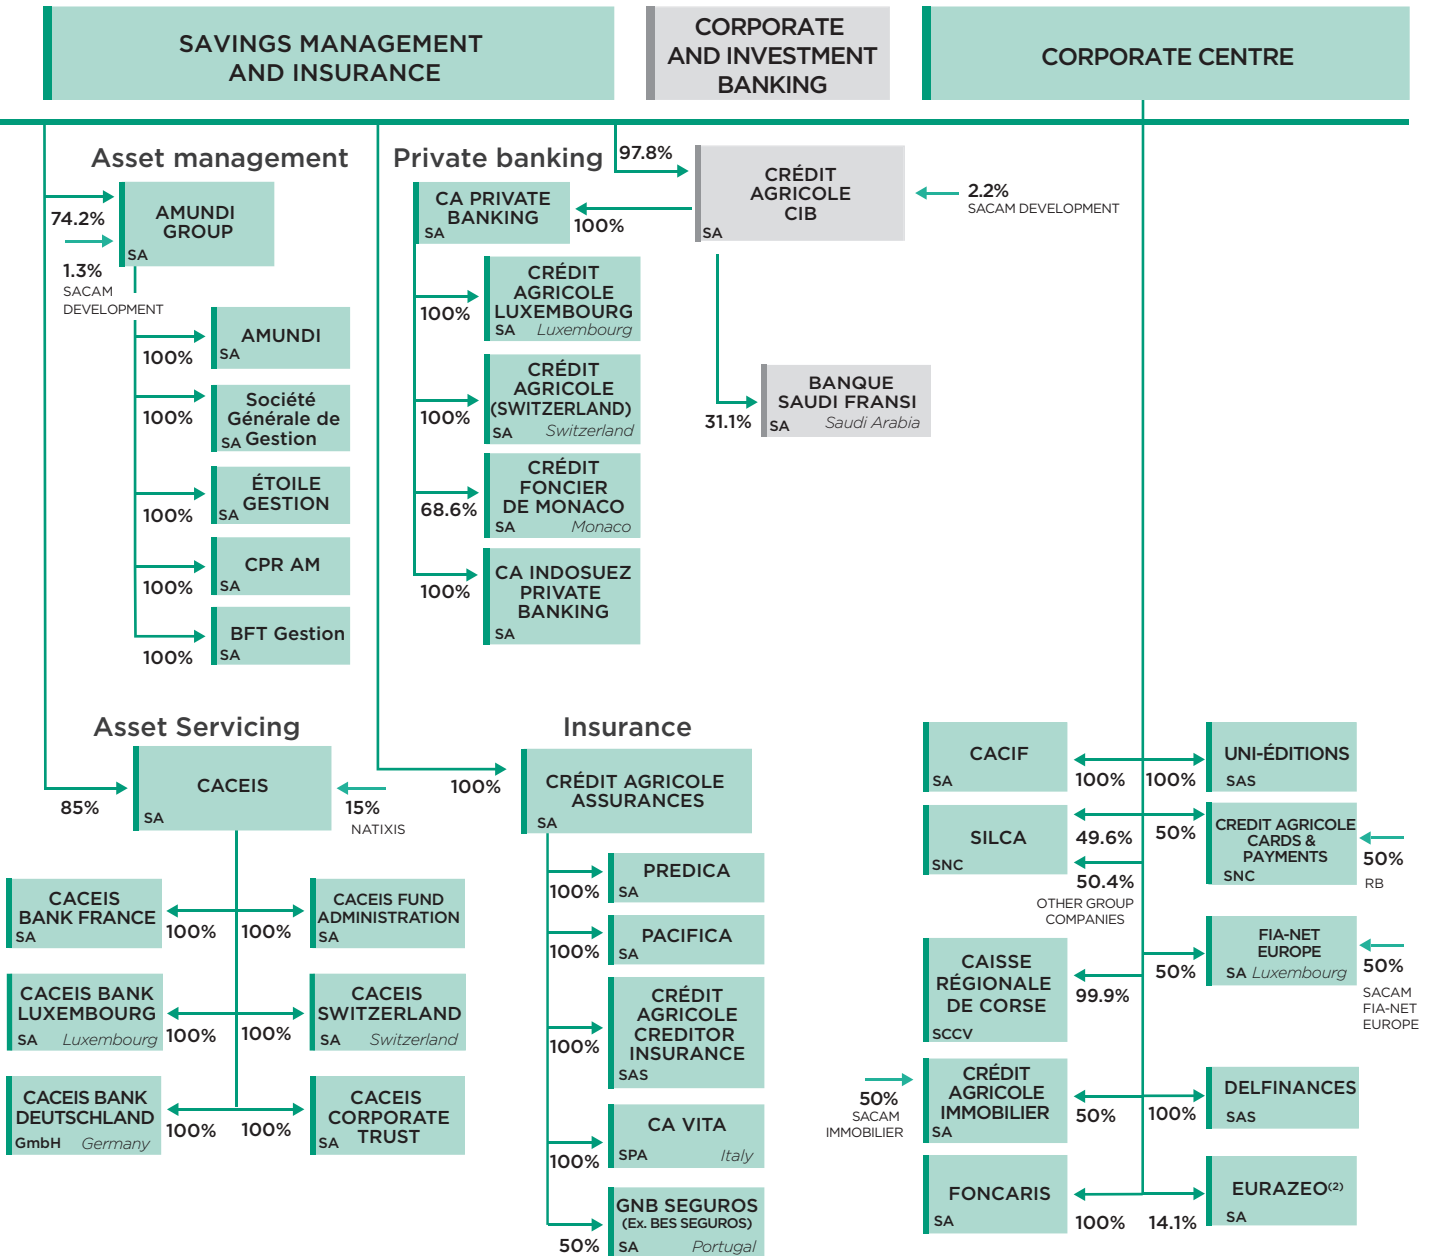 SAVINGS MANAGEMENT
AND INSURANCE
CORPORATE
AND INVESTMENT
BANKING
CORPORATE CENTRE
Asset management
74.2%
AMUNDI
GROUP
SA
1.3%
SACAM
DEVELOPMENT
100%
AMUNDI
SA
100%
Société
Générale de
SA Gestion
100%
ÉTOILE
GESTION
SA
100%
CPR AM
SA
100%
BFT Gestion
SA
Private banking
CA PRIVATE
BANKING
SA
100%
100%
CRÉDIT
AGRICOLE
LUXEMBOURG
SA Luxembourg
100%
CRÉDIT
AGRICOLE
(SWITZERLAND)
SA Switzerland
68.6%
CRÉDIT
FONCIER
DE MONACO
SA Monaco
100%
CA INDOSUEZ
PRIVATE
BANKING
SA
97.8%
CRÉDIT
AGRICOLE
CIB
SA
2.2%
SACAM DEVELOPMENT
31.1%
BANQUE
SAUDI FRANSI
SA Saudi Arabia
Asset Servicing
85%
CACEIS
SA
15%
NATIXIS
CACEIS
BANK FRANCE
SA
100%
100%
CACEIS FUND
ADMINISTRATION
SA
CACEIS BANK
LUXEMBOURG
SA Luxembourg
100%
100%
CACEIS
SWITZERLAND
SA Switzerland
CACEIS BANK
DEUTSCHLAND
GmbH Germany
100%
100%
CACEIS
CORPORATE
TRUST
SA
Insurance
100%
CRÉDIT AGRICOLE
ASSURANCES
SA
100%
PREDICA
SA
100%
PACIFICA
SA
100%
CRÉDIT
AGRICOLE
CREDITOR
INSURANCE
SAS
100%
CA VITA
SPA Italy
50%
GNB SEGUROS
(Ex. BES SEGUROS)
SA Portugal
CACIF
SA
100%
100%
UNI-ÉDITIONS
SAS
SILCA
SNC
49.6%
50.4%
OTHER GROUP
COMPANIES
50%
CREDIT AGRICOLE
CARDS &
PAYMENTS
SNC
50%
RB
CAISSE
RÉGIONALE
DE CORSE
SCCV
99.9%
50%
FIA-NET
EUROPE
SA Luxembourg
50%
SACAM
FIA-NET
EUROPE
50%
SACAM
IMMOBILIER
CRÉDIT
AGRICOLE
IMMOBILIER
SA
50%
100%
DELFINANCES
SAS
FONCARIS
SA
100%
14.1%
EURAZEO(2)
SA